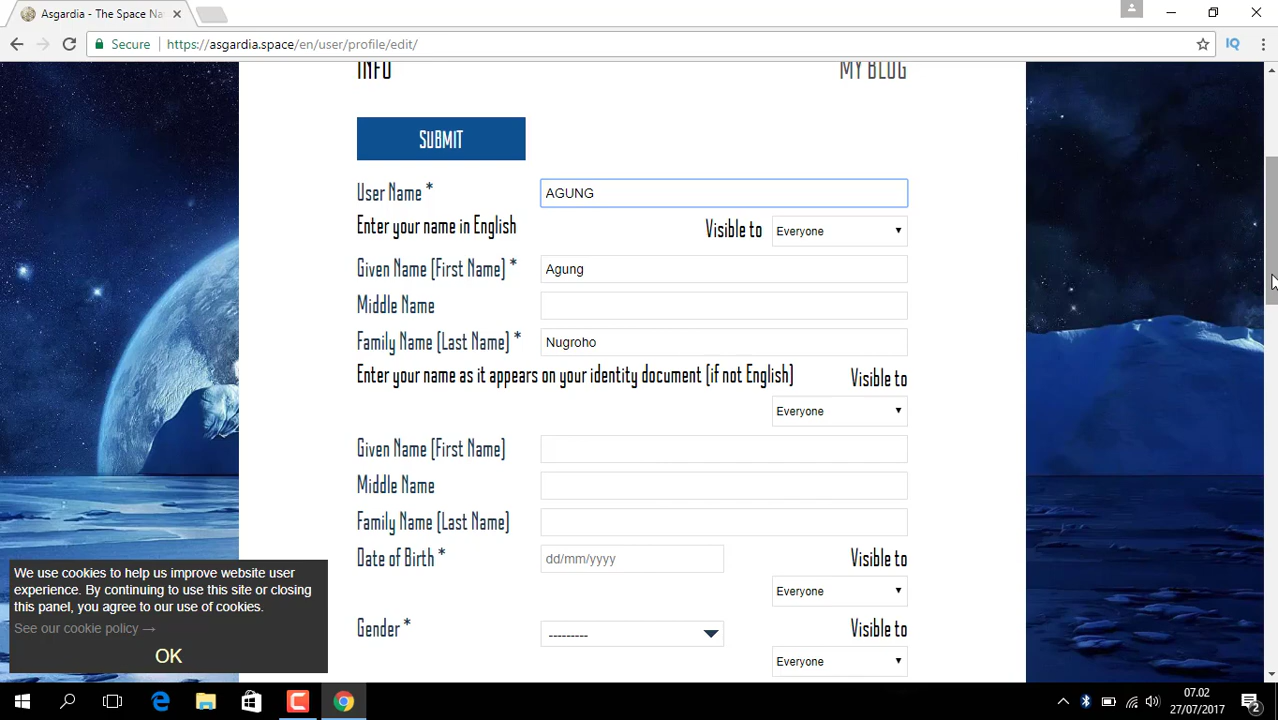 Asgardia - The Space Na
Secure https://asgardia.space/en/user/profile/edit/
INFO
MY BLOG
SUBMIT
User Name *
AGUNG
Enter your name in English
Visible to
Everyone
Given Name (First Name) *
Agung
Middle Name
Family Name (Last Name) *
Nugroho
Enter your name as it appears on your identity document (if not English)
Visible to
Everyone
Given Name (First Name)
Middle Name
Family Name (Last Name)
Date of Birth *
dd/mm/yyyy
Visible to
Everyone
Gender *
---------
Visible to
Everyone
We use cookies to help us improve website user
experience. By continuing to use this site or closing
this panel, you agree to our use of cookies.
See our cookie policy →
OK
07.02
27/07/2017
2